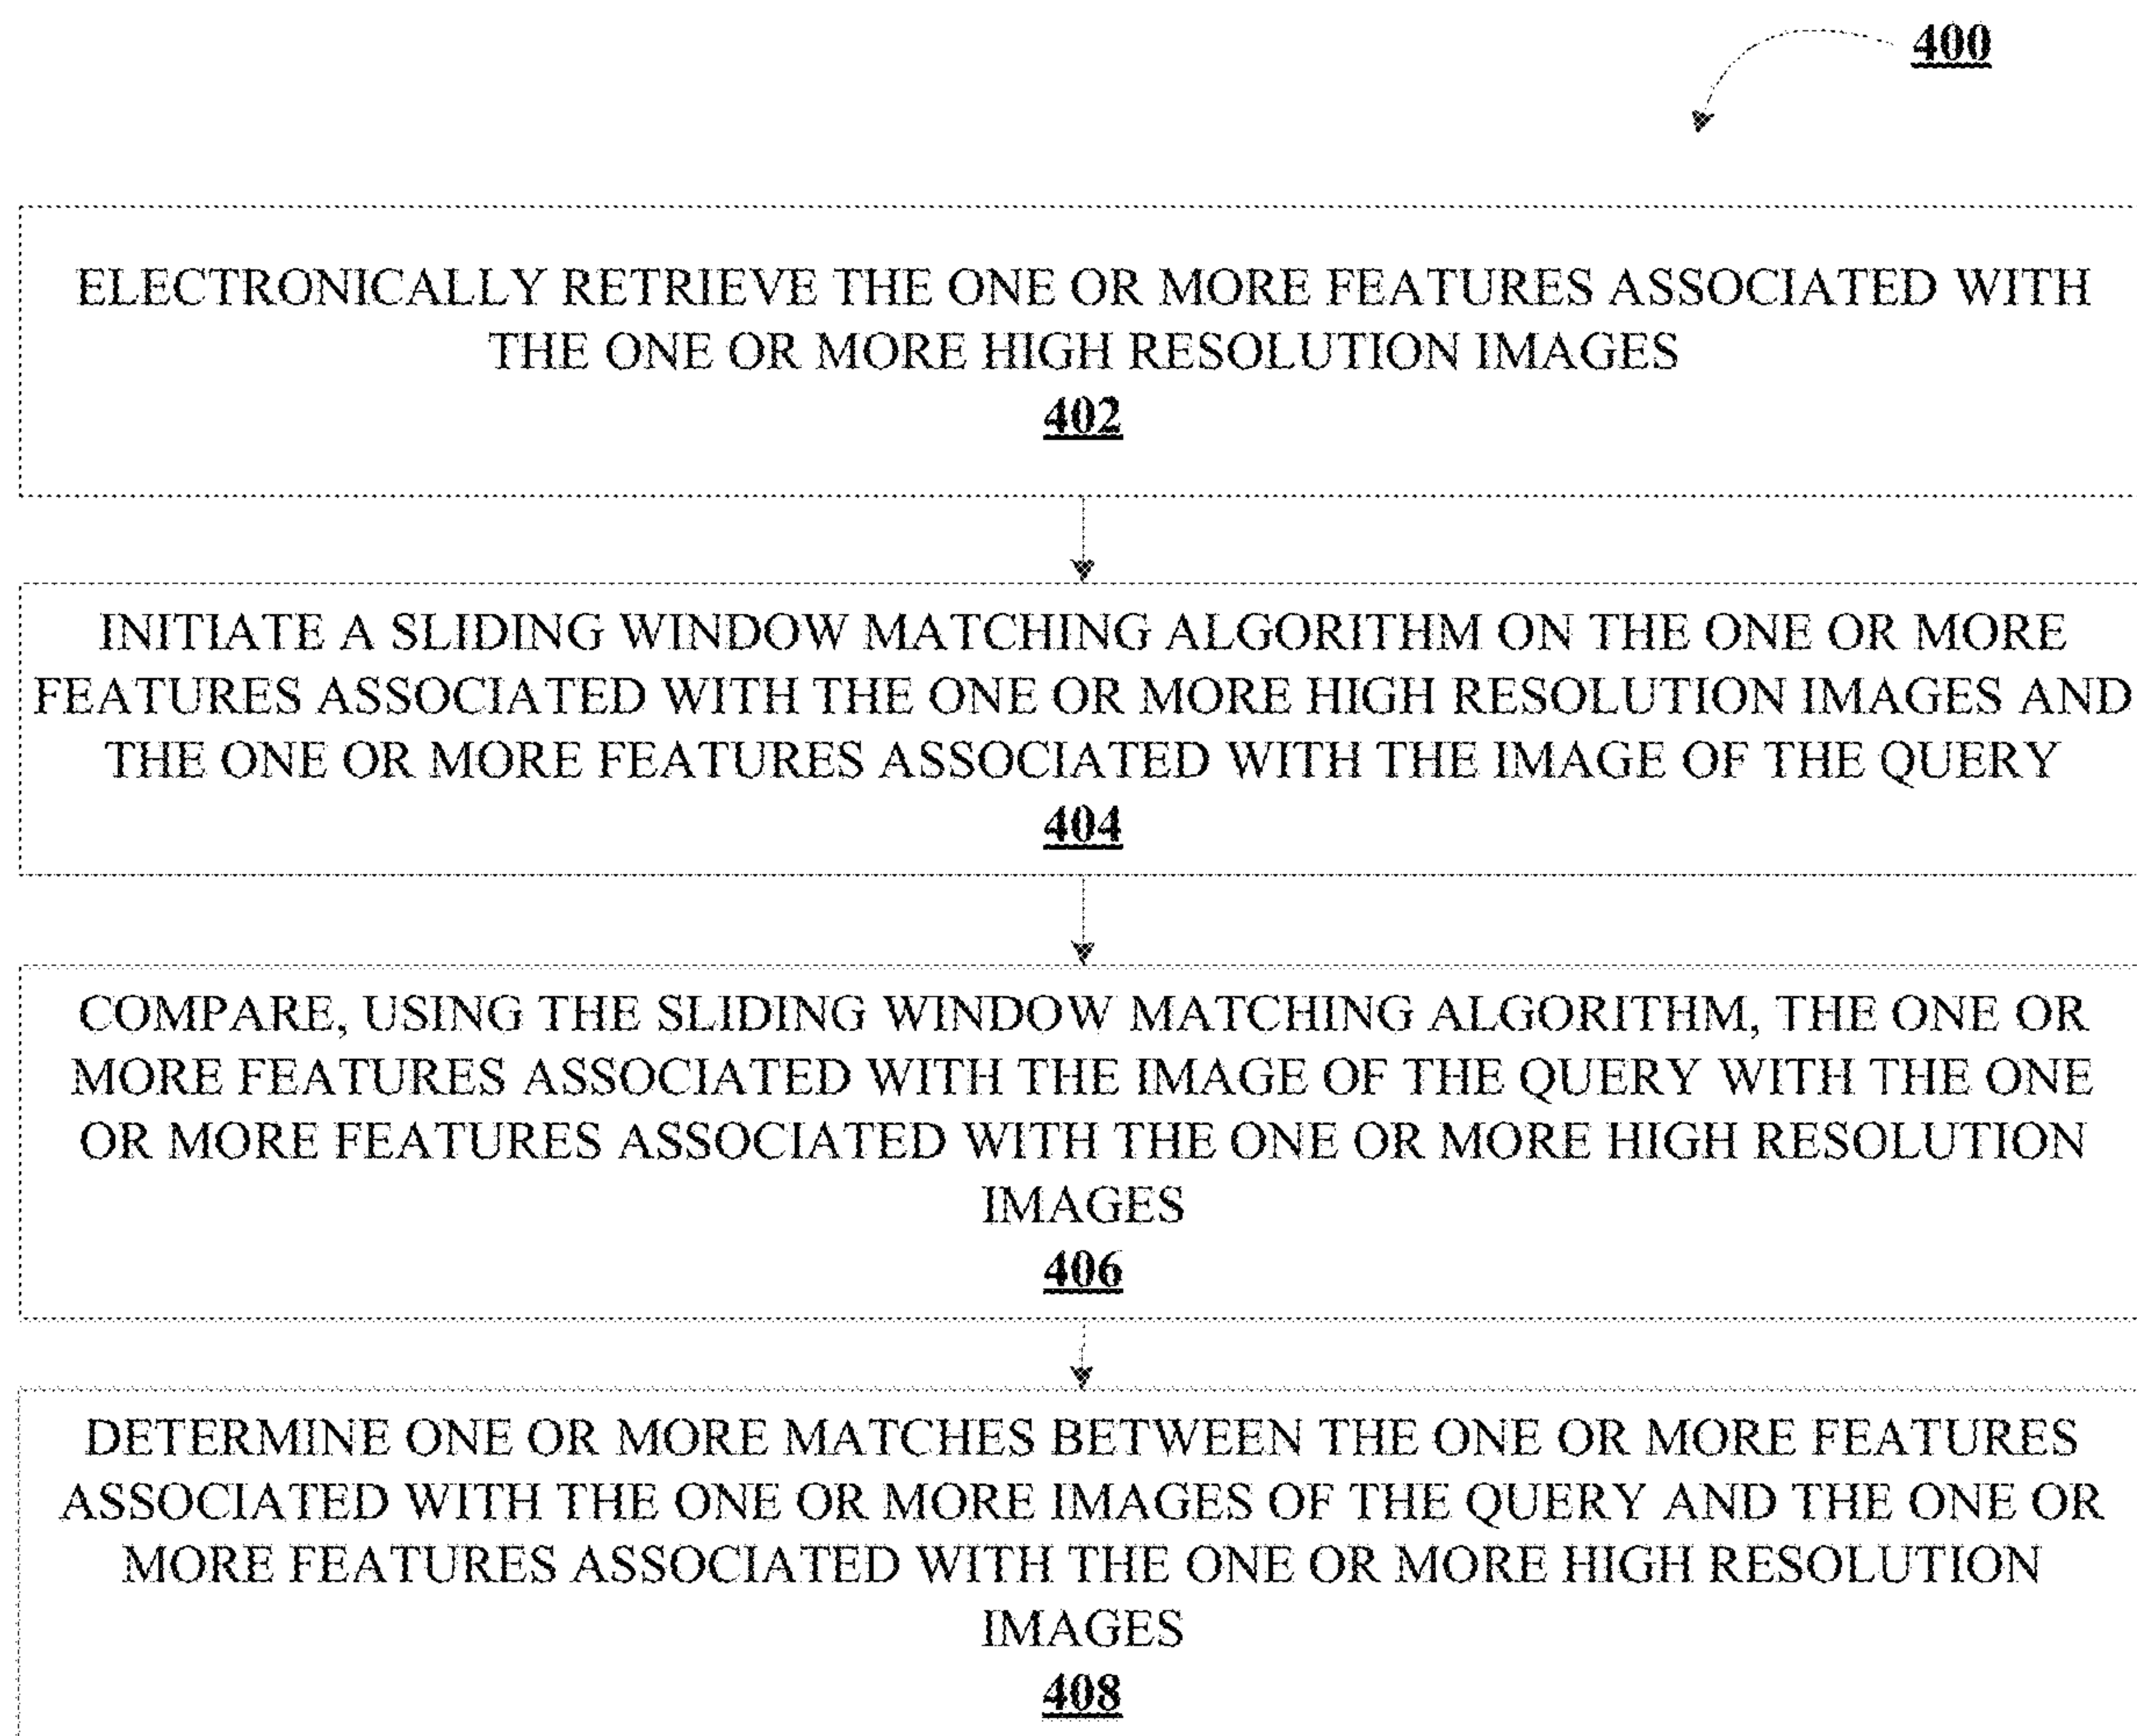 400
ELECTRONICALLY RETRIEVE THE ONE OR MORE FEATURES ASSOCIATED WITH
THE ONE OR MORE HIGH RESOLUTION IMAGES
402
INITIATE A SLIDING WINDOW MATCHING ALGORITHM ON THE ONE OR MORE
FEATURES ASSOCIATED WITH THE ONE OR MORE HIGH RESOLUTION IMAGES AND
THE ONE OR MORE FEATURES ASSOCIATED WITH THE IMAGE OF THE QUERY
404
COMPARE, USING THE SLIDING WINDOW MATCHING ALGORITHM, THE ONE OR
MORE FEATURES ASSOCIATED WITH THE IMAGE OF THE QUERY WITH THE ONE
OR MORE FEATURES ASSOCIATED WITH THE ONE OR MORE HIGH RESOLUTION
IMAGES
406
DETERMINE ONE OR MORE MATCHES BETWEEN THE ONE OR MORE FEATURES
ASSOCIATED WITH THE ONE OR MORE IMAGES OF THE QUERY AND THE ONE OR
MORE FEATURES ASSOCIATED WITH THE ONE OR MORE HIGH RESOLUTION
IMAGES
408